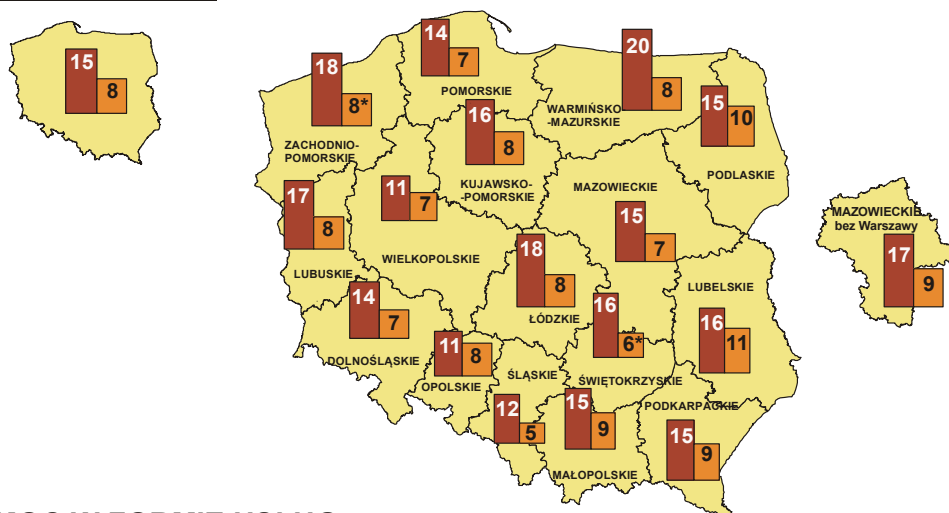 15
8
18
8*
ZACHODNIO-
POMORSKIE
14
7
POMORSKIE
20
8
WARMIŃSKO
-MAZURSKIE
15
10
PODLASKIE
16
8
KUJAWSKO-
-POMORSKIE
17
8
LUBUSKIE
11
7
WIELKOPOLSKIE
MAZOWIECKIE
15
7
MAZOWIECKIE
bez Warszawy
17
9
18
8
ŁÓDZKIE
LUBELSKIE
16
11
14
7
DOLNOŚLĄSKIE
11
8
OPOLSKIE
16
6*
ŚWIĘTOKRZYSKIE
ŚLĄSKIE
12
5
15
9
MAŁOPOLSKIE
PODKARPACKIE
15
9